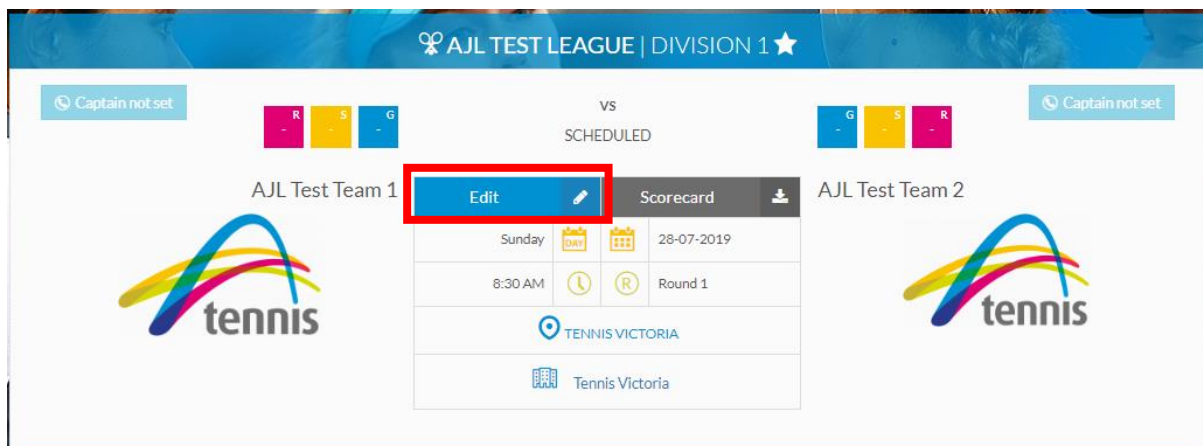 AJL TEST LEAGUE | DIVISION 1
Captain not set
R S G
- - -
VS
SCHEDULED
G S R
- - -
Captain not set
AJL Test Team 1
Edit
Scorecard
AJL Test Team 2
Sunday DAY 28-07-2019
8:30 AM R Round 1
tennis
tennis
TENNIS VICTORIA
Tennis Victoria